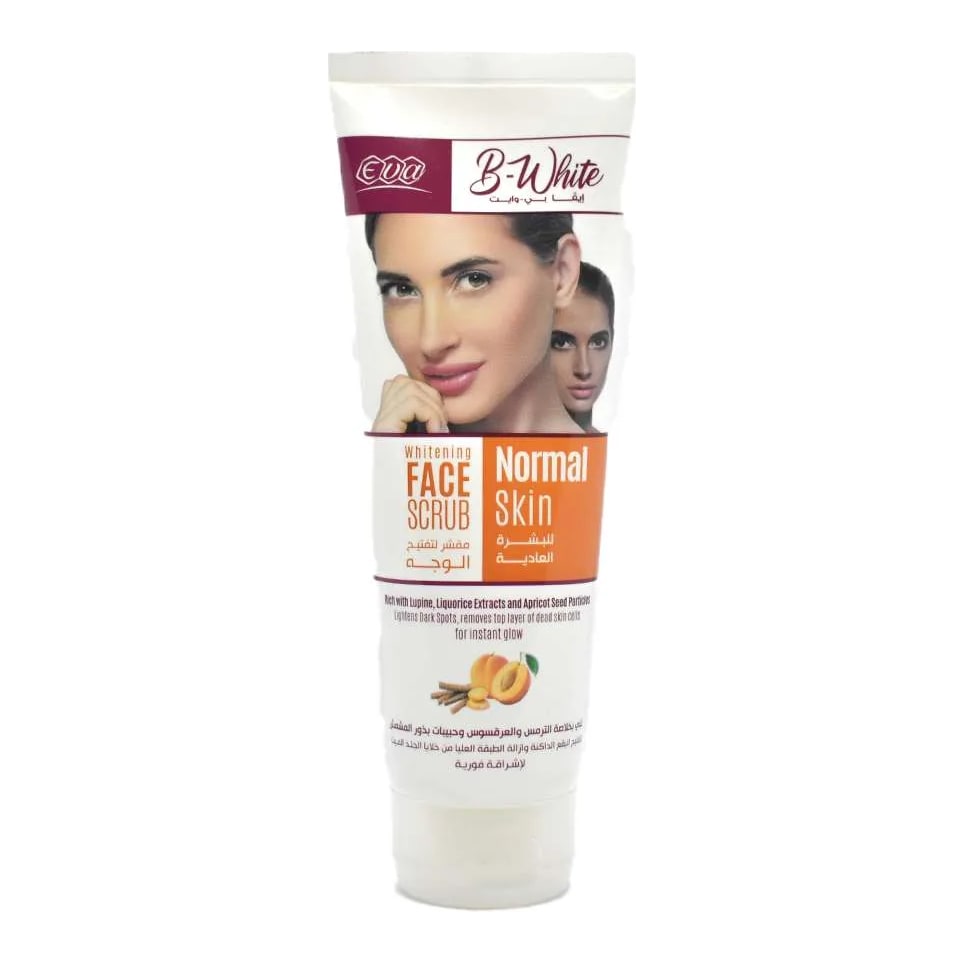 Eva
B-White
إيفا بي-وايت
Whitening
FACE
SCRUB
مقشر لتفتيح
الوجه
Normal
Skin
للبشرة
العادية
Rich with Lupine, Liquorice Extracts and Apricot Seed Particles
Lightens Dark Spots, removes top layer of dead skin cells
for instant glow
غني بخلاصة الترمس والعرقسوس وحبيبات بذور المشمش
لتفتيح البقع الداكنة وازالة الطبقة العليا من خلايا الجلد الميت
لإشراقة فورية